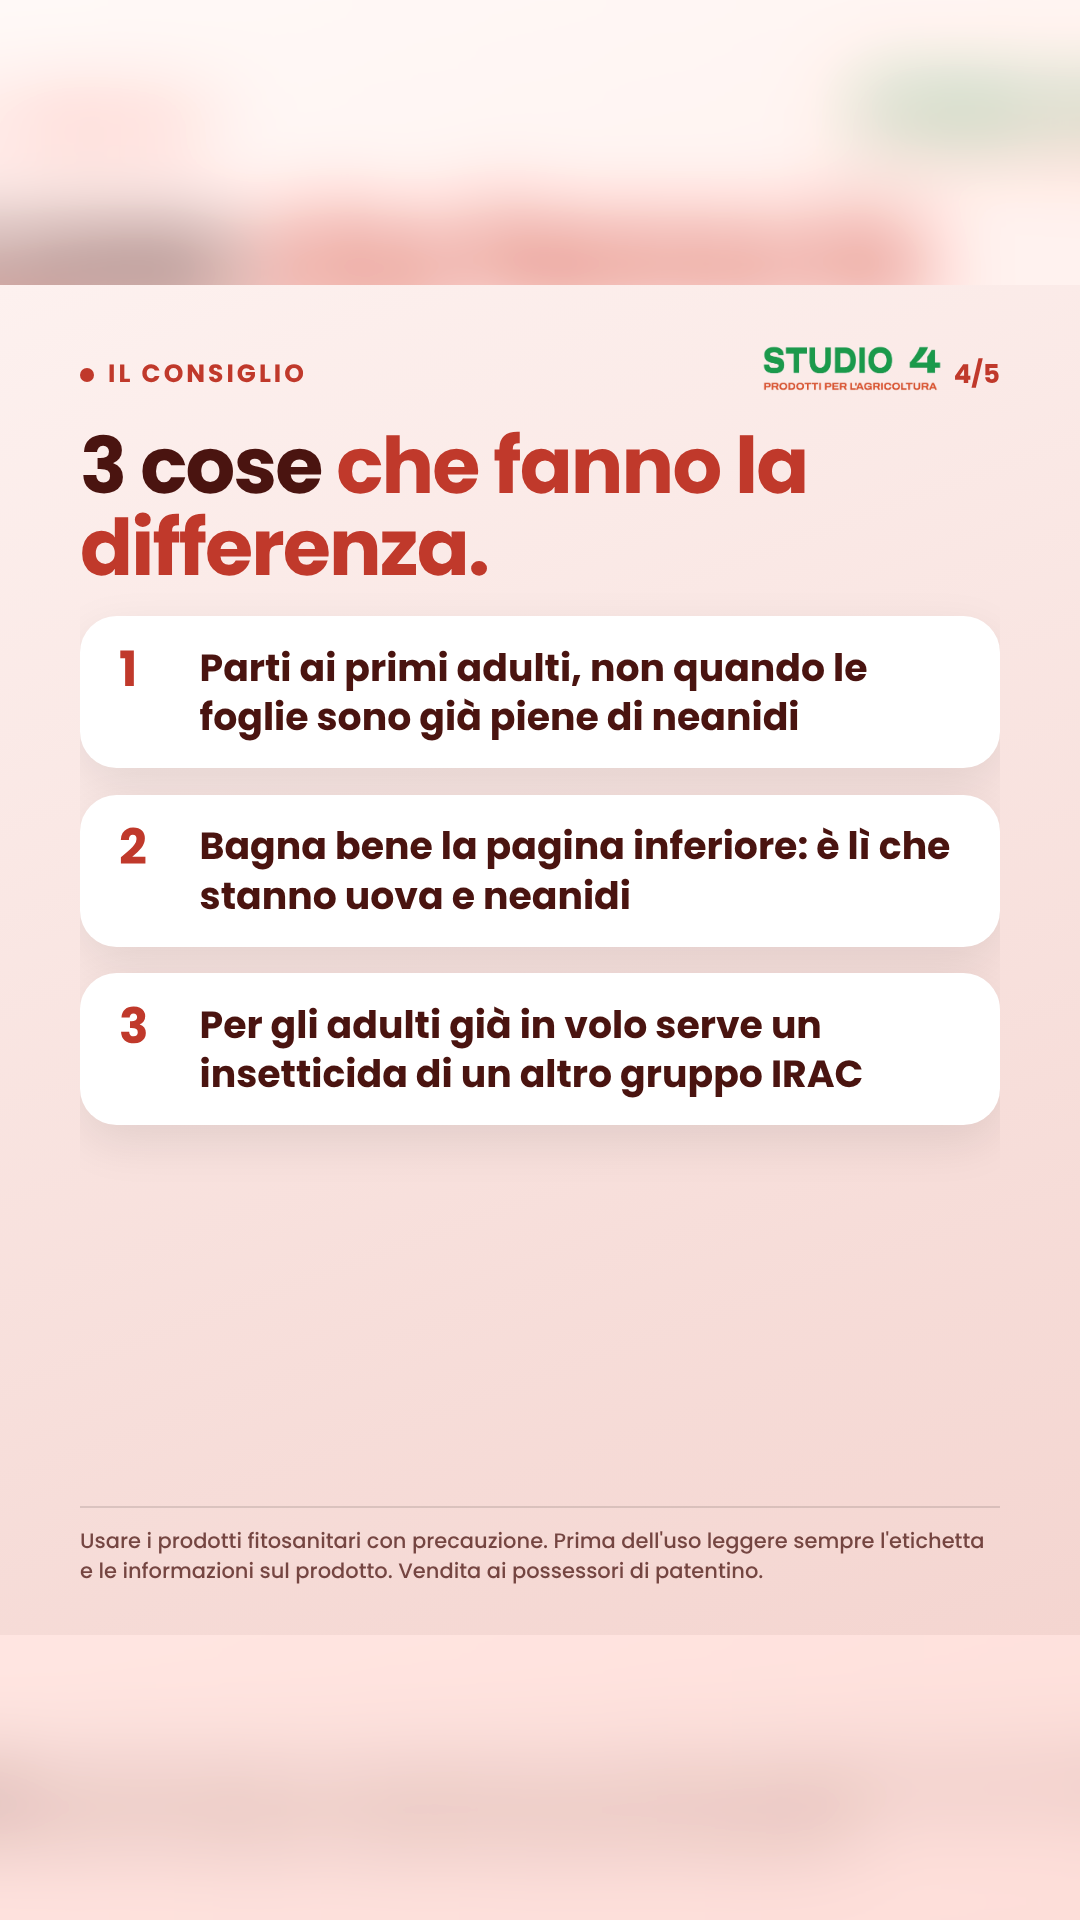 IL CONSIGLIO
STUDIO 4
PRODOTTI PER L'AGRICOLTURA
4/5
3 cose che fanno la
differenza.
1
Parti ai primi adulti, non quando le
foglie sono già piene di neanidi
2
Bagna bene la pagina inferiore: è lì che
stanno uova e neanidi
3
Per gli adulti già in volo serve un
insetticida di un altro gruppo IRAC
Usare i prodotti fitosanitari con precauzione. Prima dell'uso leggere sempre l'etichetta
e le informazioni sul prodotto. Vendita ai possessori di patentino.